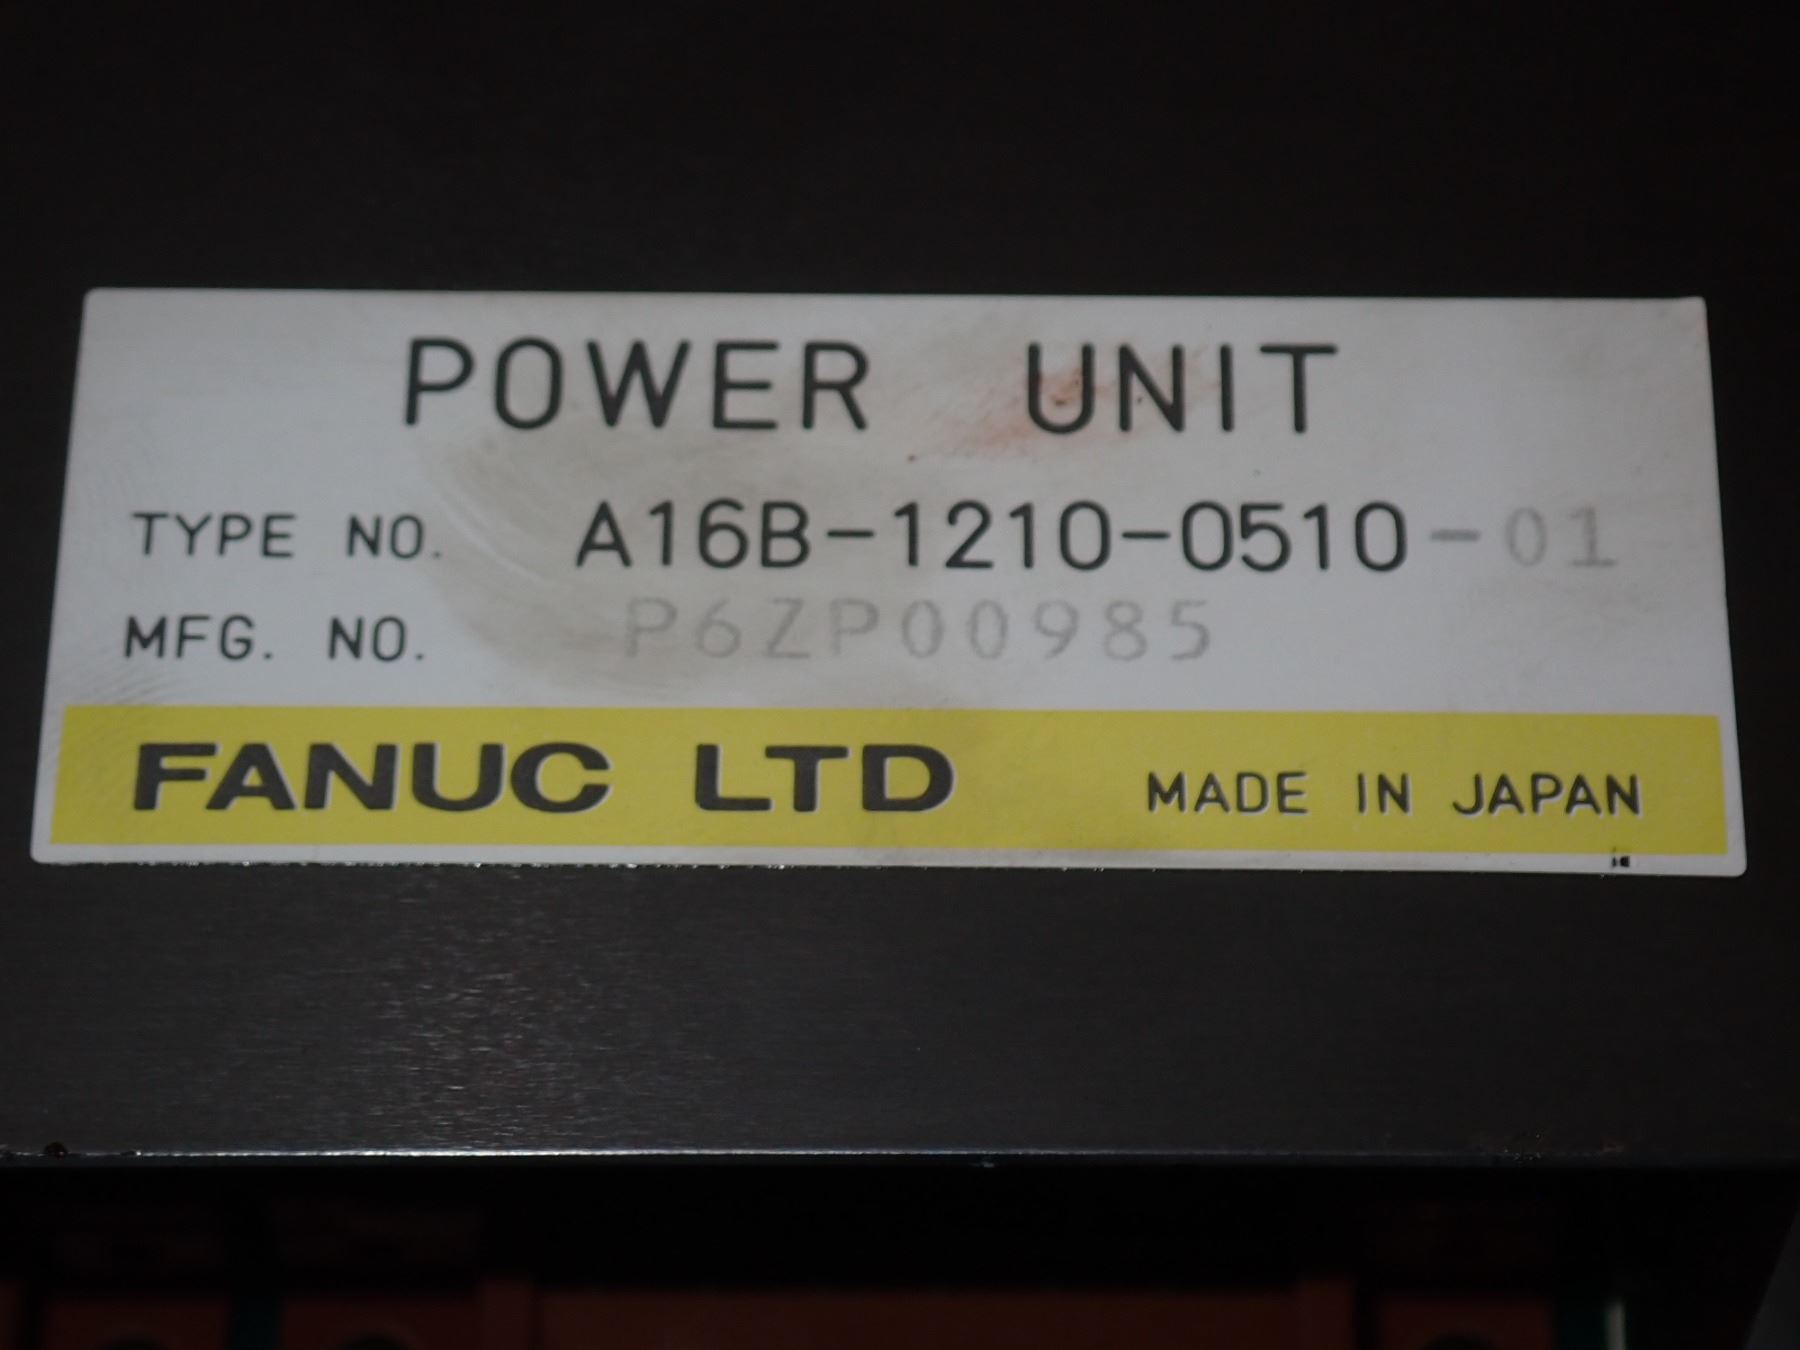 POWER UNIT
TYPE NO. A16B-1210-0510-01
MFG. NO. P6ZP00985
FANUC LTD MADE IN JAPAN